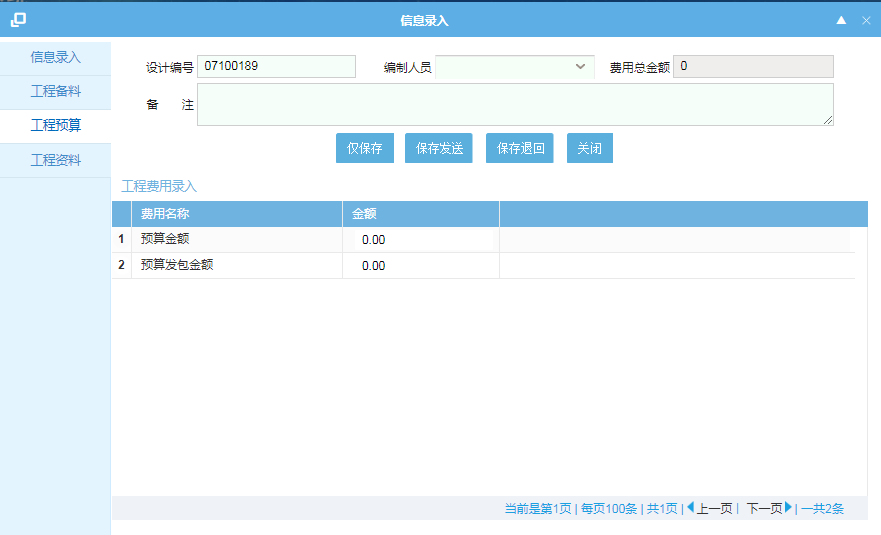 信息录入
信息录入
工程备料
工程预算
工程资料
设计编号 07100189 编制人员 费用总金额 0
备 注
仅保存 保存发送 保存退回 关闭
工程费用录入
费用名称 金额
1 预算金额 0.00
2 预算发包金额 0.00
当前是第1页 | 每页100条 | 共1页 | 上一页 | 下一页 | 一共2条